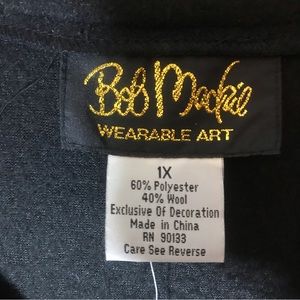 Bob Mackie
WEARABLE ART
1X
60% Polyester
40% Wool
Exclusive Of Decoration
Made in China
RN 90133
Care See Reverse